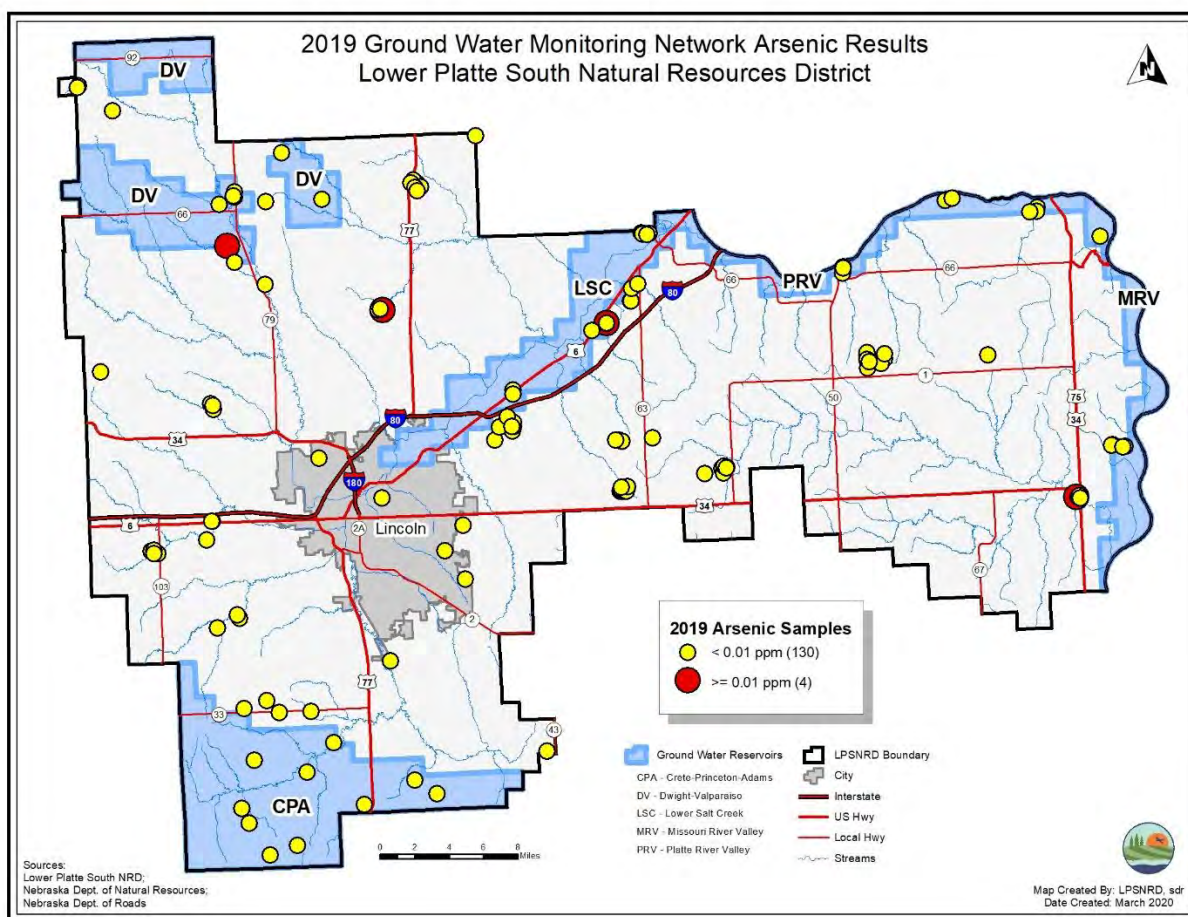 2019 Ground Water Monitoring Network Arsenic Results
Lower Platte South Natural Resources District
N
92
DV
DV
DV
66
77
79
LSC
80
66
PRV
66
MRV
6
63
50
1
75
34
34
80
180
6
2A
Lincoln
34
103
2
67
77
33
43
CPA
2019 Arsenic Samples
< 0.01 ppm (130)
>= 0.01 ppm (4)
Ground Water Reservoirs
CPA - Crete-Princeton-Adams
DV - Dwight-Valparaiso
LSC - Lower Salt Creek
MRV - Missouri River Valley
PRV - Platte River Valley
LPSNRD Boundary
City
Interstate
US Hwy
Local Hwy
Streams
0 2 4 6 8
Miles
Sources:
Lower Platte South NRD;
Nebraska Dept. of Natural Resources;
Nebraska Dept. of Roads
Map Created By: LPSNRD, sdr
Date Created: March 2020